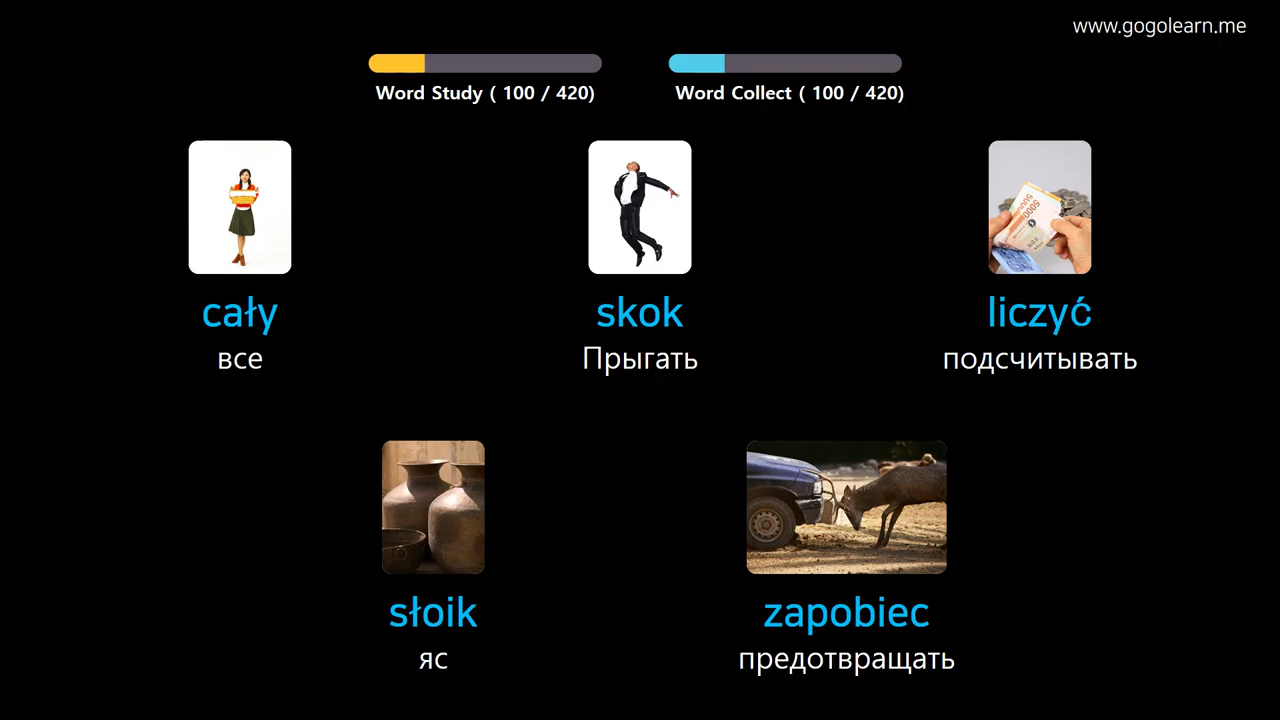 www.gogolearn.me
Word Study ( 100 / 420)
Word Collect ( 100 / 420)
cały
skok
liczyć
все
Прыгать
подсчитывать
słoik
zapobiec
яс
предотвращать